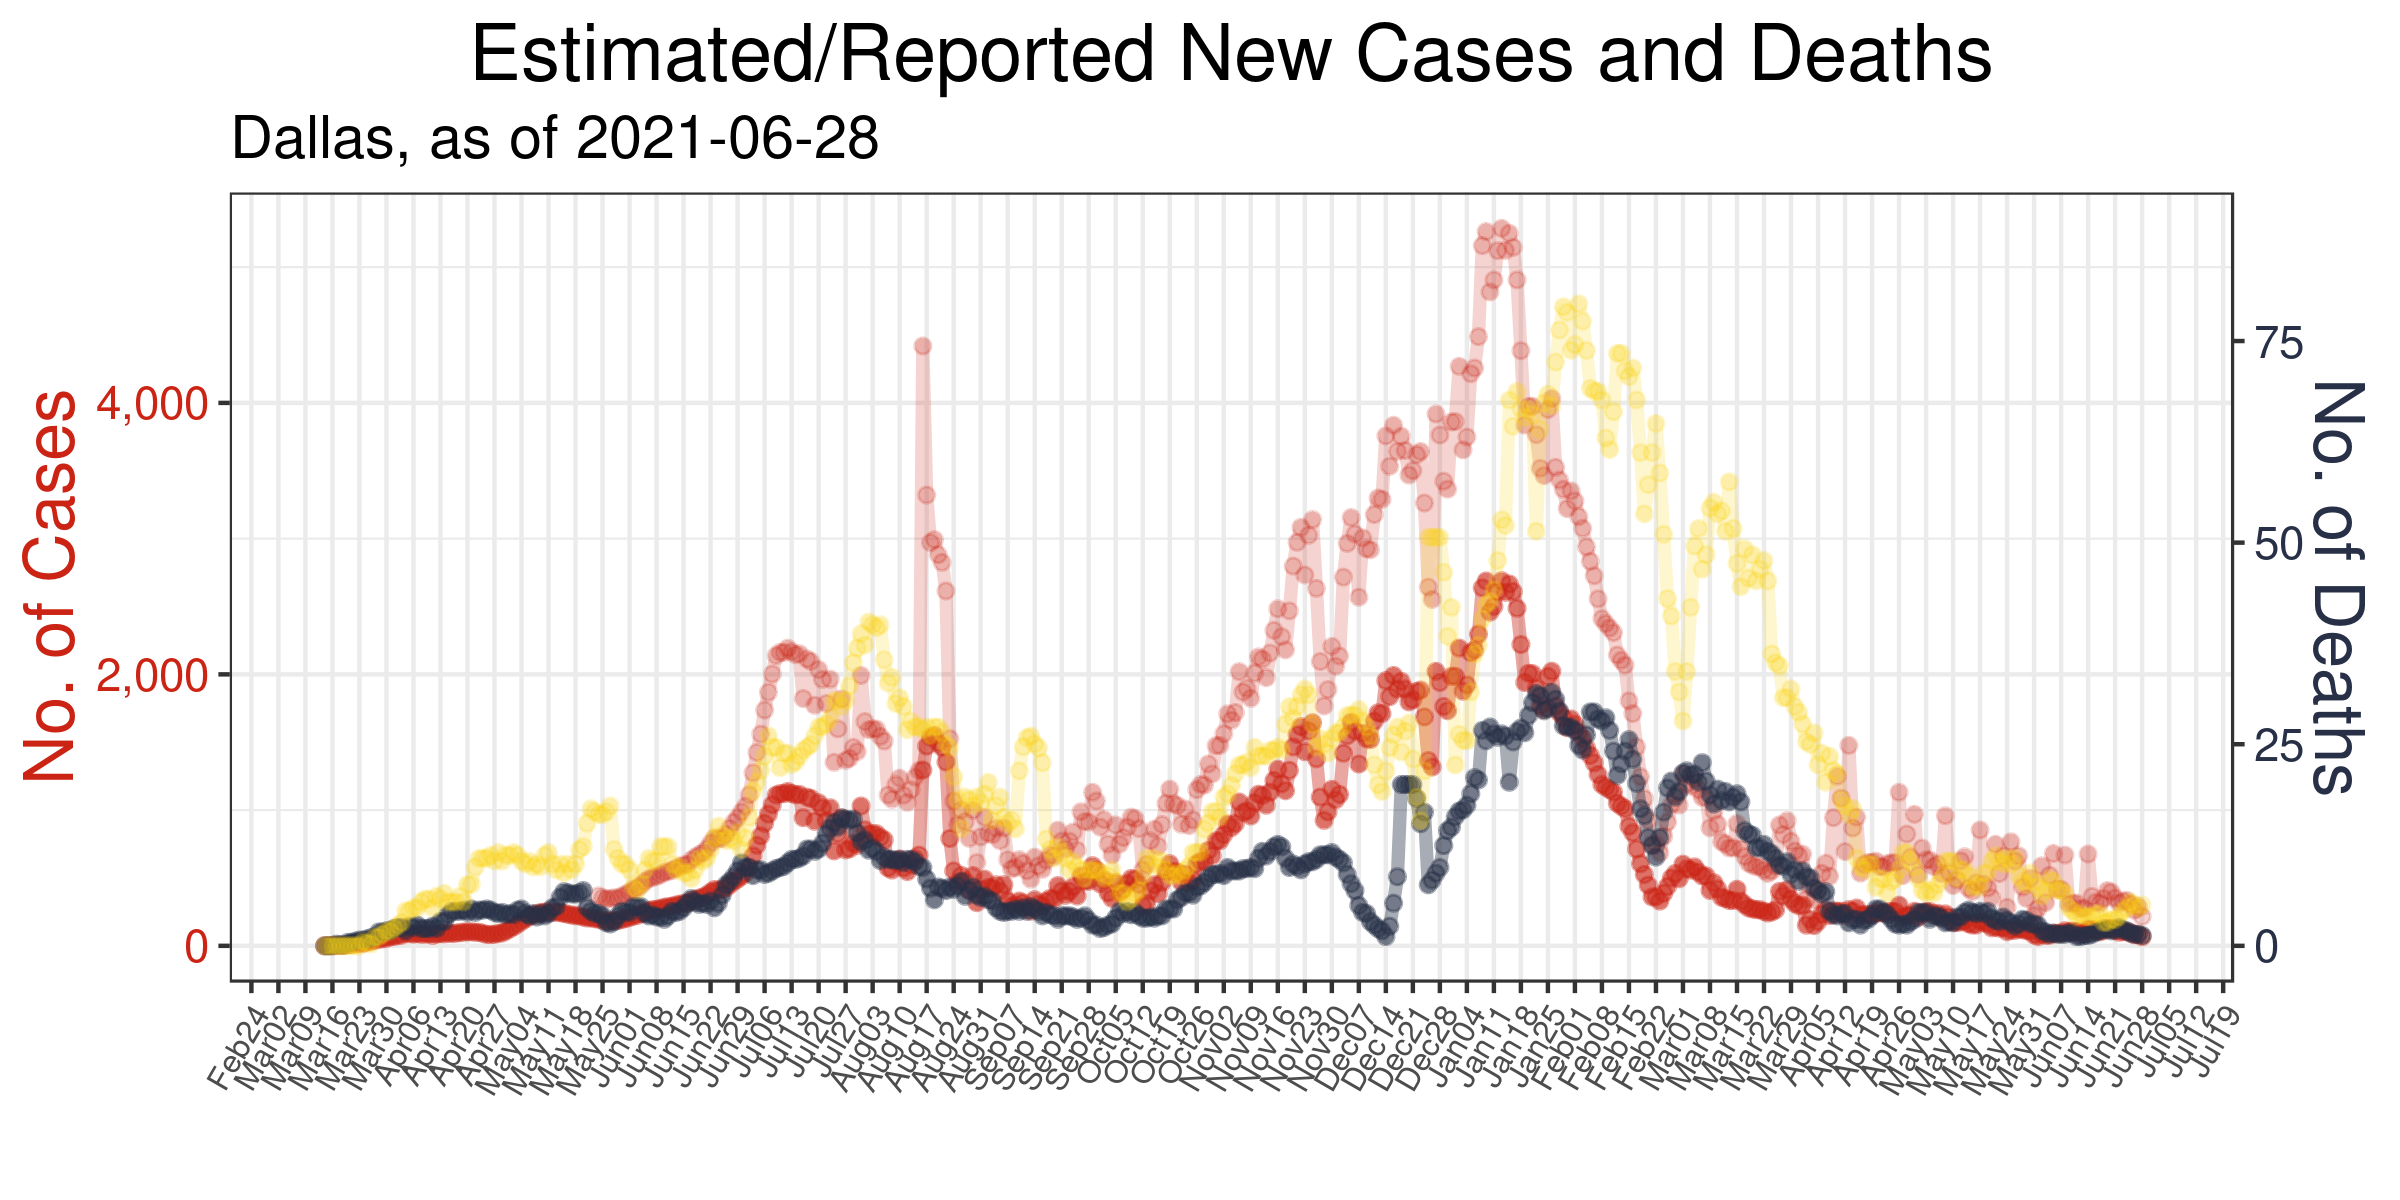 Estimated/Reported New Cases and Deaths
Dallas, as of 2021-06-28
No. of Cases
4,000
2,000
0
75
50
25
0
No. of Deaths
Feb24
Mar02
Mar09
Mar16
Mar23
Mar30
Apr06
Apr13
Apr20
Apr27
May04
May11
May18
May25
Jun01
Jun08
Jun15
Jun22
Jun29
Jul06
Jul13
Jul20
Jul27
Aug03
Aug10
Aug17
Aug24
Aug31
Sep07
Sep14
Sep21
Sep28
Oct05
Oct12
Oct19
Oct26
Nov02
Nov09
Nov16
Nov23
Nov30
Dec07
Dec14
Dec21
Dec28
Jan04
Jan11
Jan18
Jan25
Feb01
Feb08
Feb15
Feb22
Mar01
Mar08
Mar15
Mar22
Mar29
Apr05
Apr12
Apr19
Apr26
May03
May10
May17
May24
May31
Jun07
Jun14
Jun21
Jun28
Jul05
Jul12
Jul19